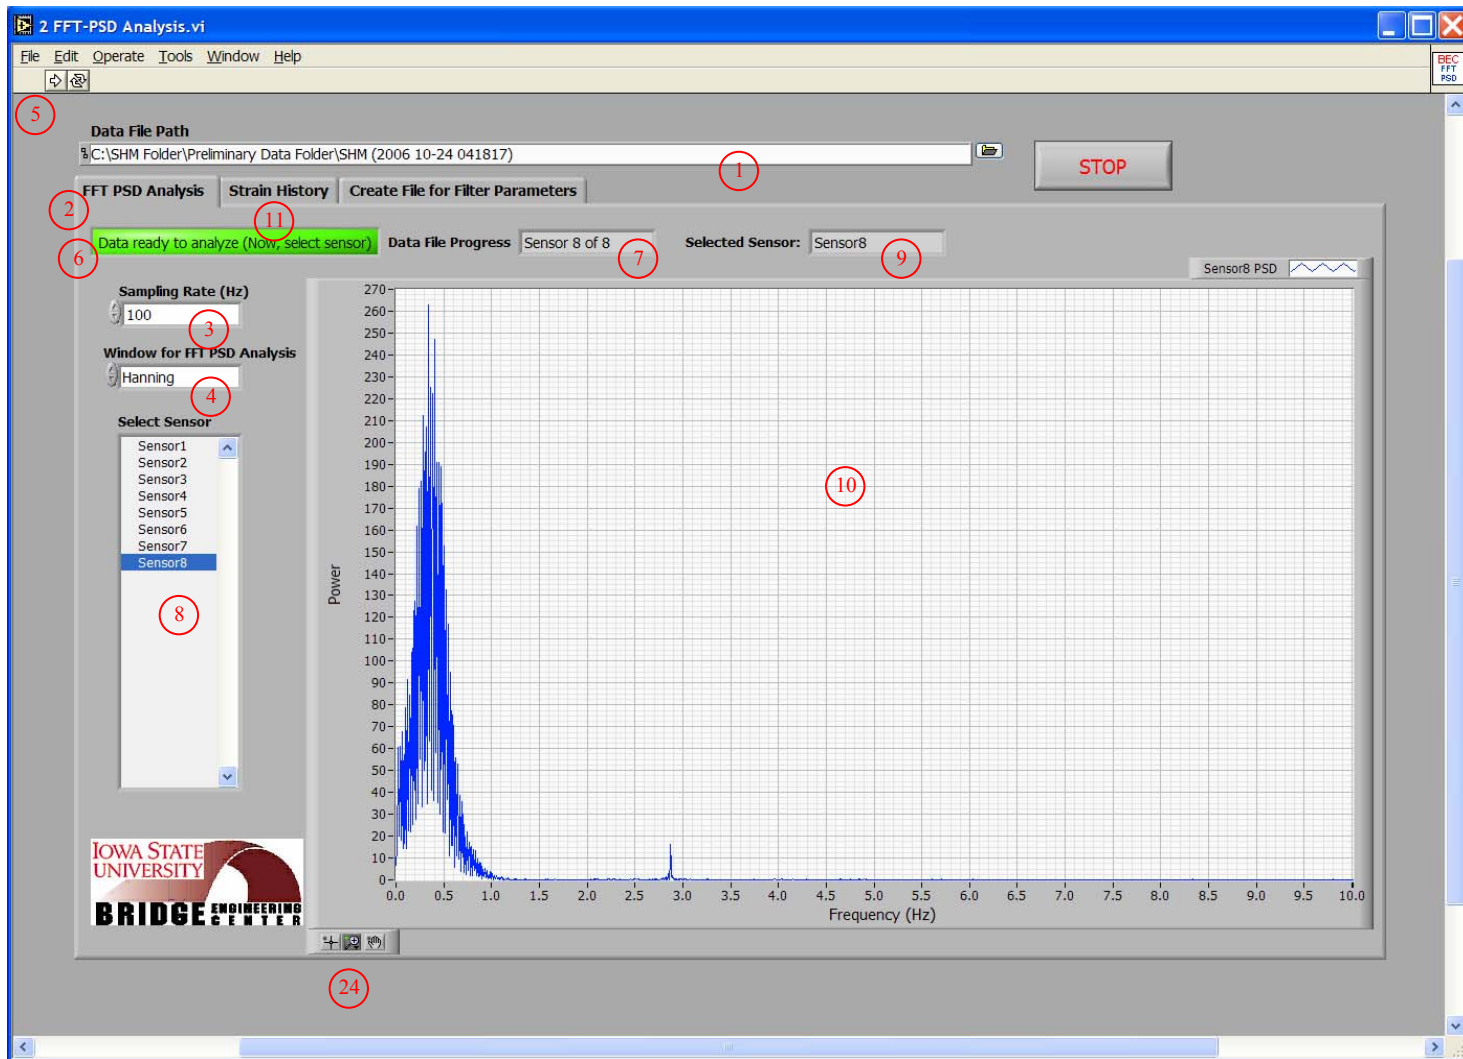 2 FFT-PSD Analysis.vi
File Edit Operate Tools Window Help
BEC
FFT
PSD
5
Data File Path
C:\SHM Folder\Preliminary Data Folder\SHM (2006 10-24 041817)
1
STOP
FFT PSD Analysis Strain History Create File for Filter Parameters
2
11
Data ready to analyze (Now, select sensor) Data File Progress Sensor 8 of 8 Selected Sensor: Sensor8
6
7
9
Sensor8 PSD
Sampling Rate (Hz)
100
3
Window for FFT PSD Analysis
Hanning
4
Select Sensor
Sensor1
Sensor2
Sensor3
Sensor4
Sensor5
Sensor6
Sensor7
Sensor8
8
270
260
250
240
230
220
210
200
190
180
170
160
150
140
130
120
110
100
90
80
70
60
50
40
30
20
10
0
Power
10
0.0 0.5 1.0 1.5 2.0 2.5 3.0 3.5 4.0 4.5 5.0 5.5 6.0 6.5 7.0 7.5 8.0 8.5 9.0 9.5 10.0
Frequency (Hz)
IOWA STATE
UNIVERSITY
BRIDGE ENGINEERING
CENTER
24